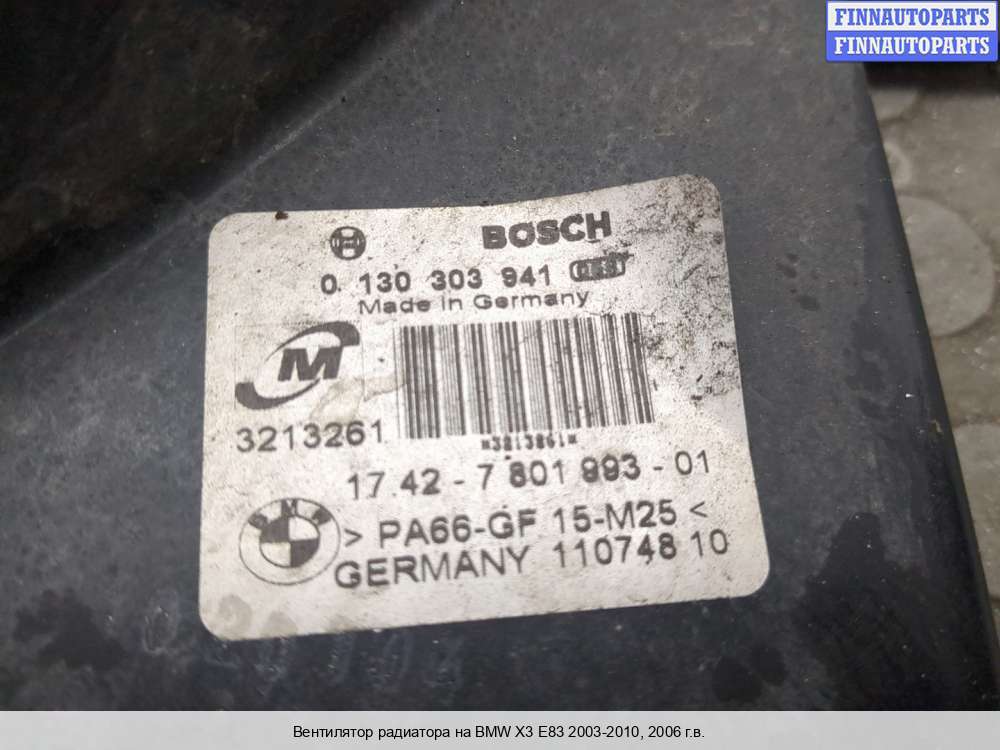 FINNAUTOPARTS
FINNAUTOPARTS
BOSCH
0 130 303 941
Made in Germany
M
3213261
17.42 - 7 801 993 - 01
BMW
> PA66-GF 15-M25 <
GERMANY 110748 10
Вентилятор радиатора на BMW X3 E83 2003-2010, 2006 г.в.